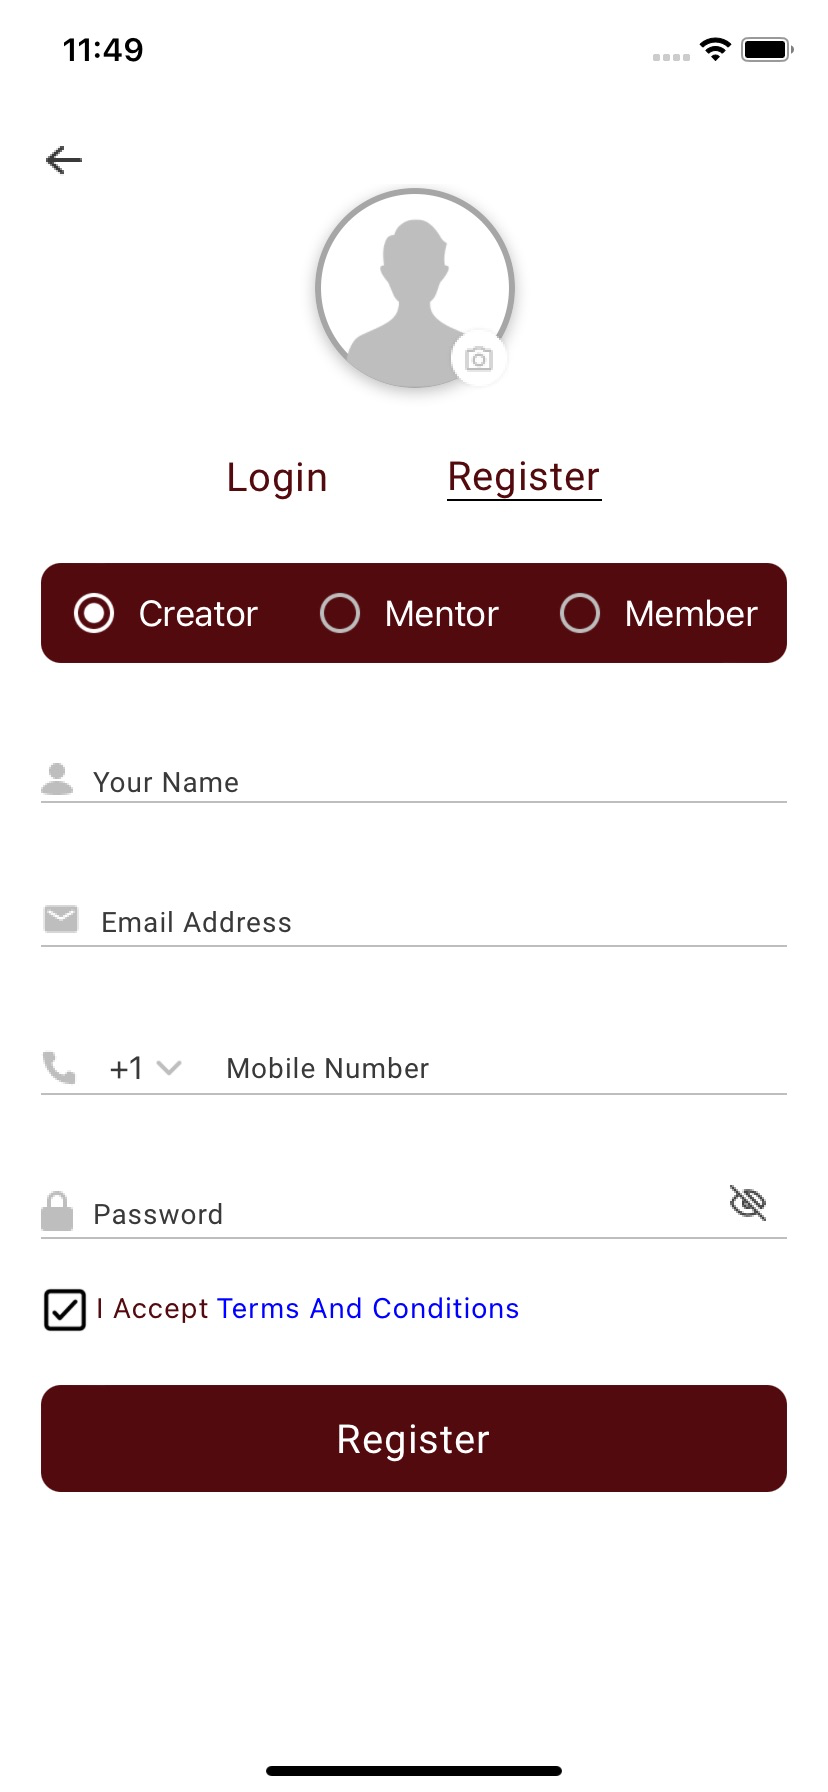 11:49
Login Register
Creator Mentor Member
Your Name
Email Address
+1 Mobile Number
Password
I Accept Terms And Conditions
Register